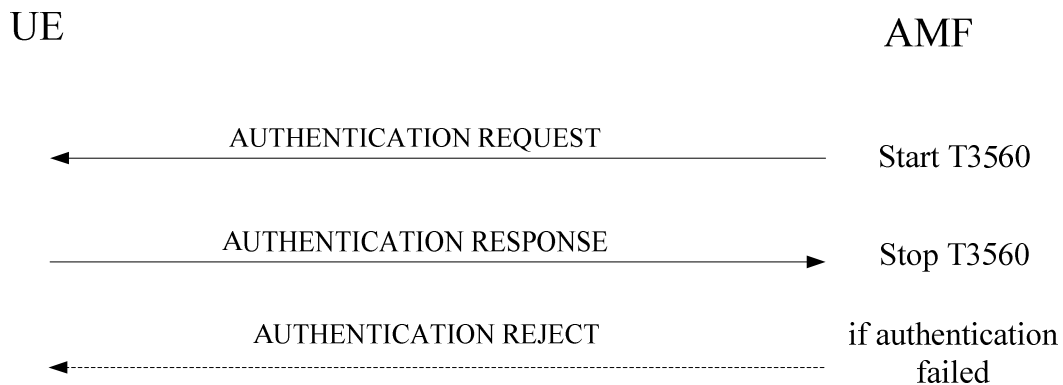 UE
AMF
AUTHENTICATION REQUEST
Start T3560
AUTHENTICATION RESPONSE
Stop T3560
AUTHENTICATION REJECT
if authentication
failed